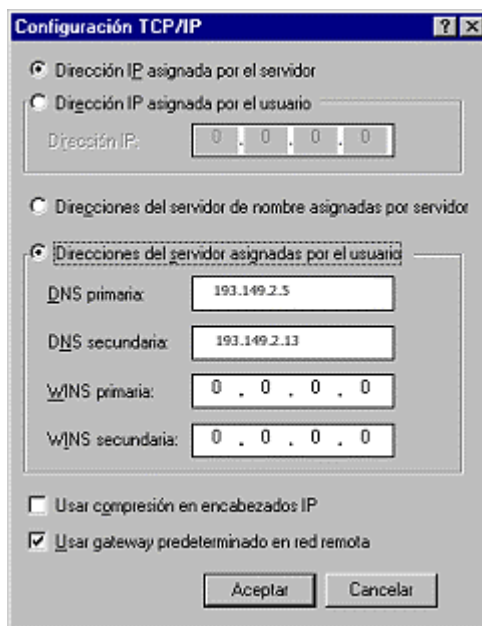 Configuración TCP/IP
Dirección IP asignada por el servidor
Dirección IP asignada por el usuario
Dirección IP: 0 . 0 . 0 . 0
Direcciones del servidor de nombre asignadas por servidor
Direcciones del servidor asignadas por el usuario
DNS primaria: 193.149.2.5
DNS secundaria: 193.149.2.13
WINS primaria: 0 . 0 . 0 . 0
WINS secundaria: 0 . 0 . 0 . 0
Usar compresión en encabezados IP
Usar gateway predeterminado en red remota
Aceptar Cancelar